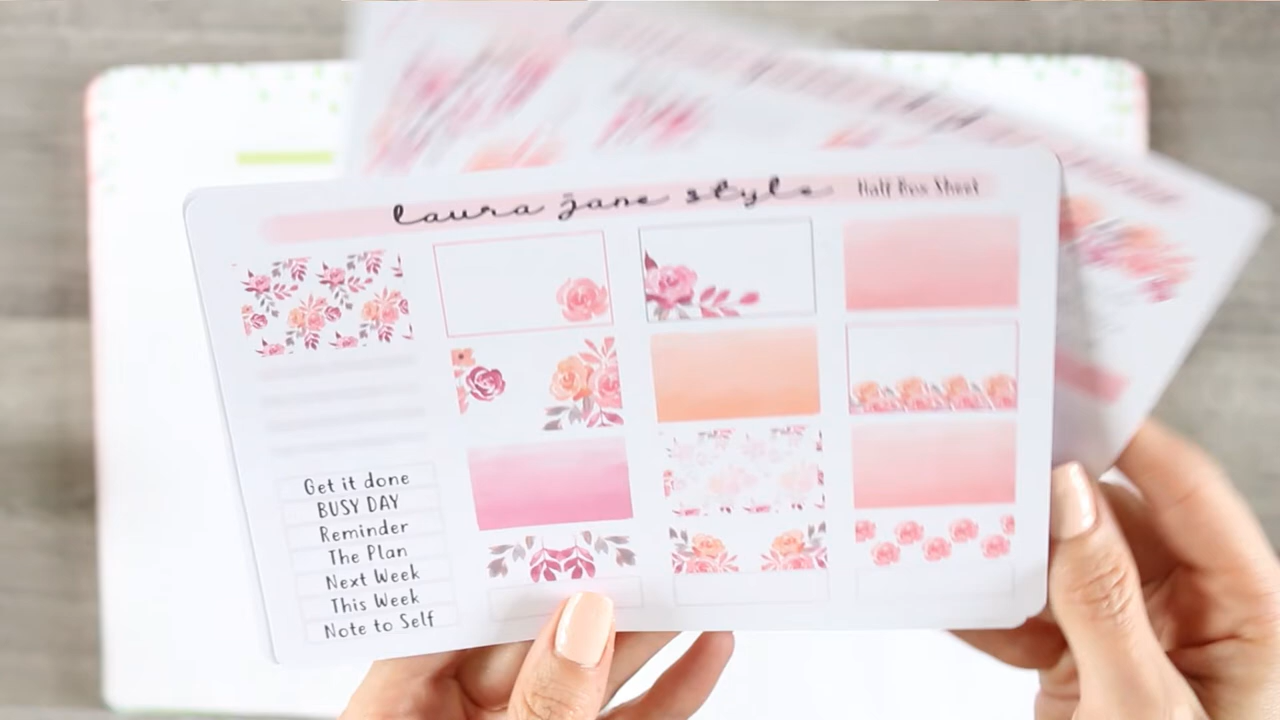 laura jane style Half Box Sheet
Get it done
BUSY DAY
Reminder
The Plan
Next Week
This Week
Note to Self